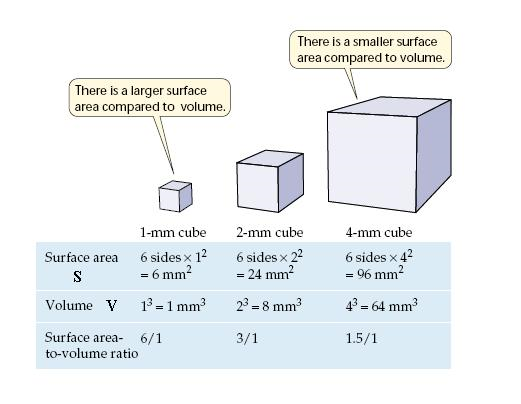 There is a smaller surface
area compared to volume.
There is a larger surface
area compared to volume.
1-mm cube 2-mm cube 4-mm cube
Surface area 6 sides × 1² 6 sides × 2² 6 sides × 4²
S = 6 mm² = 24 mm² = 96 mm²
Volume V 1³ = 1 mm³ 2³ = 8 mm³ 4³ = 64 mm³
Surface area- 6/1 3/1 1.5/1
to-volume ratio